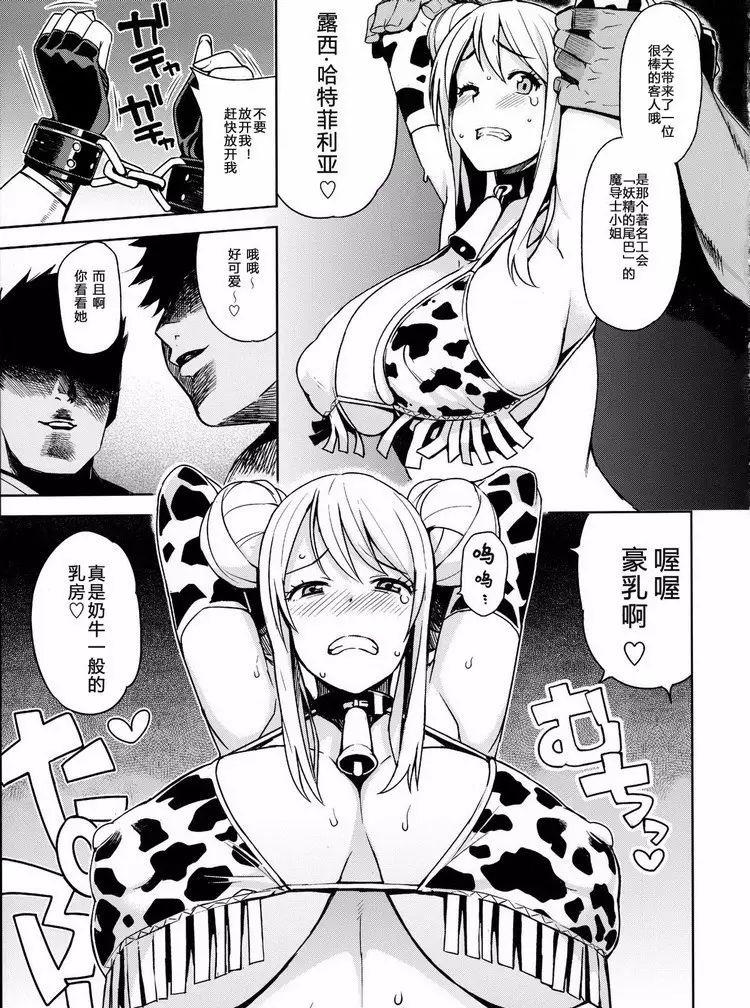 今天带来了一位
很棒的客人哦
是那个著名工会
「妖精的尾巴」的
魔导士小姐
露西·哈特菲利亚♡
ガチャ
ガチャ
不要
放开我！
赶快放开我
哦哦～
好可爱～♡
而且啊
你看看她
喔喔
豪乳啊♡
呜
呜…
真是奶牛一般的
乳房♡
むちっ♡